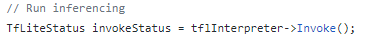 // Run inferencing
TfLiteStatus invokeStatus = tflInterpreter->Invoke();